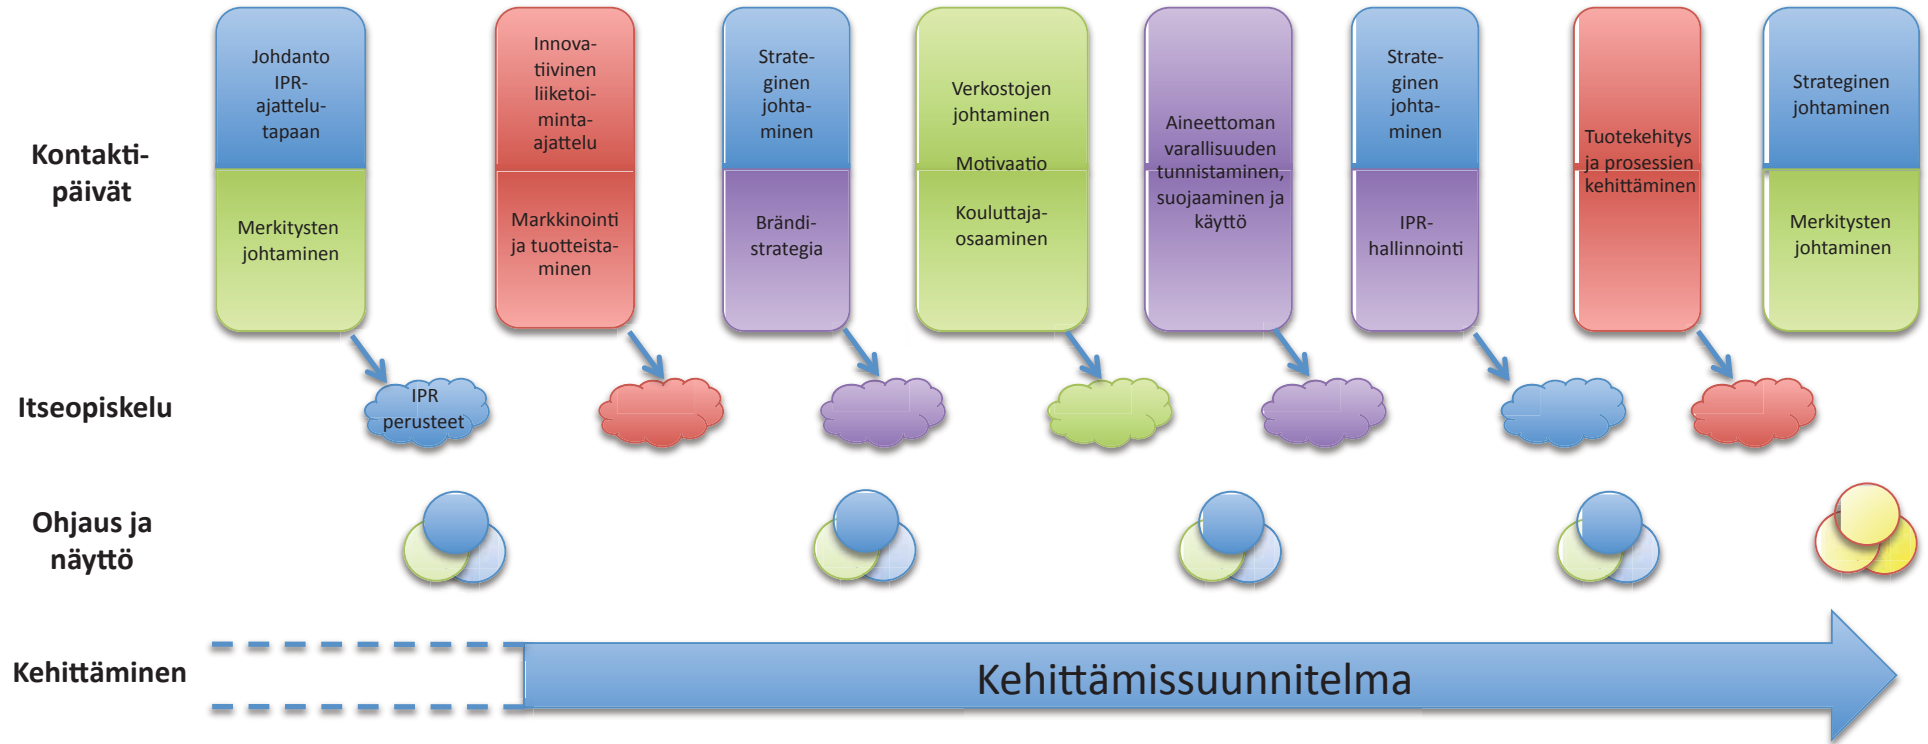 Kontakti-
päivät
Johdanto
IPR-
ajattelu-
tapaan
Merkitysten
johtaminen
Innova-
tiivinen
liiketoi-
minta-
ajattelu
Markkinointi
ja tuotteista-
minen
Strate-
ginen
johta-
minen
Brändi-
strategia
Verkostojen
johtaminen
Motivaatio
Kouluttaja-
osaaminen
Aineettoman
varallisuuden
tunnistaminen,
suojaaminen ja
käyttö
Strate-
ginen
johta-
minen
IPR-
hallinnointi
Tuotekehitys
ja prosessien
kehittäminen
Strateginen
johtaminen
Merkitysten
johtaminen
Itseopiskelu
IPR
perusteet
Ohjaus ja
näyttö
Kehittäminen
Kehittämissuunnitelma